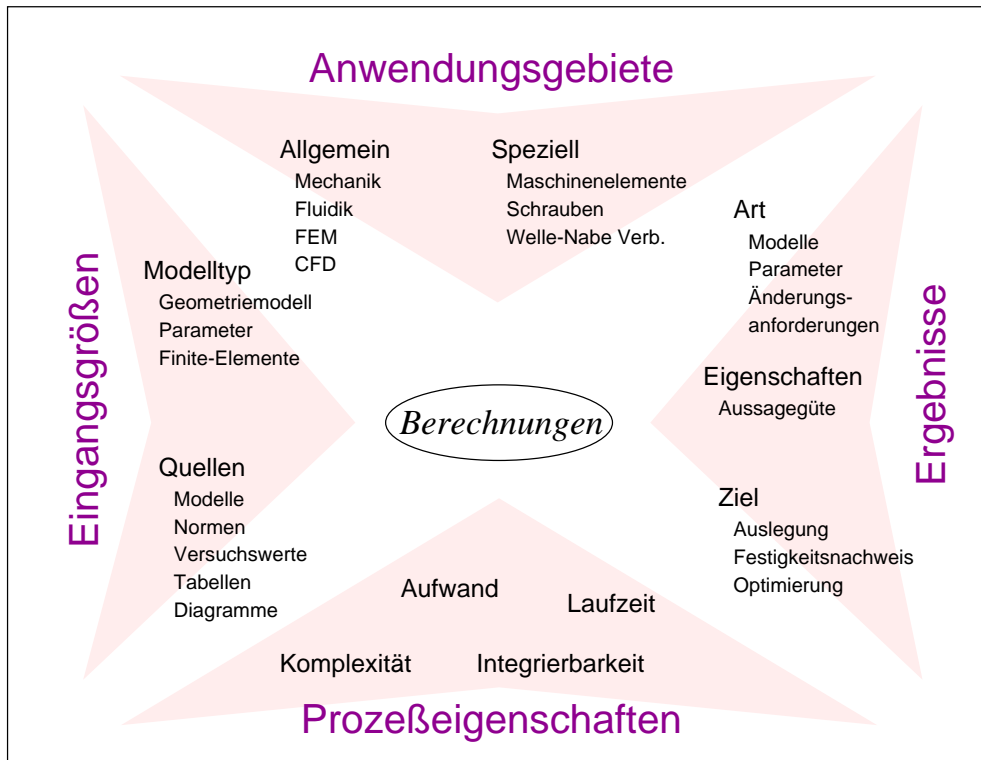 Anwendungsgebiete
Allgemein
Mechanik
Fluidik
FEM
CFD
Speziell
Maschinenelemente
Schrauben
Welle-Nabe Verb.
Eingangsgrößen
Modelltyp
Geometriemodell
Parameter
Finite-Elemente
Quellen
Modelle
Normen
Versuchswerte
Tabellen
Diagramme
Berechnungen
Art
Modelle
Parameter
Änderungs-
anforderungen
Eigenschaften
Aussagegüte
Ziel
Auslegung
Festigkeitsnachweis
Optimierung
Ergebnisse
Aufwand
Laufzeit
Komplexität
Integrierbarkeit
Prozeßeigenschaften